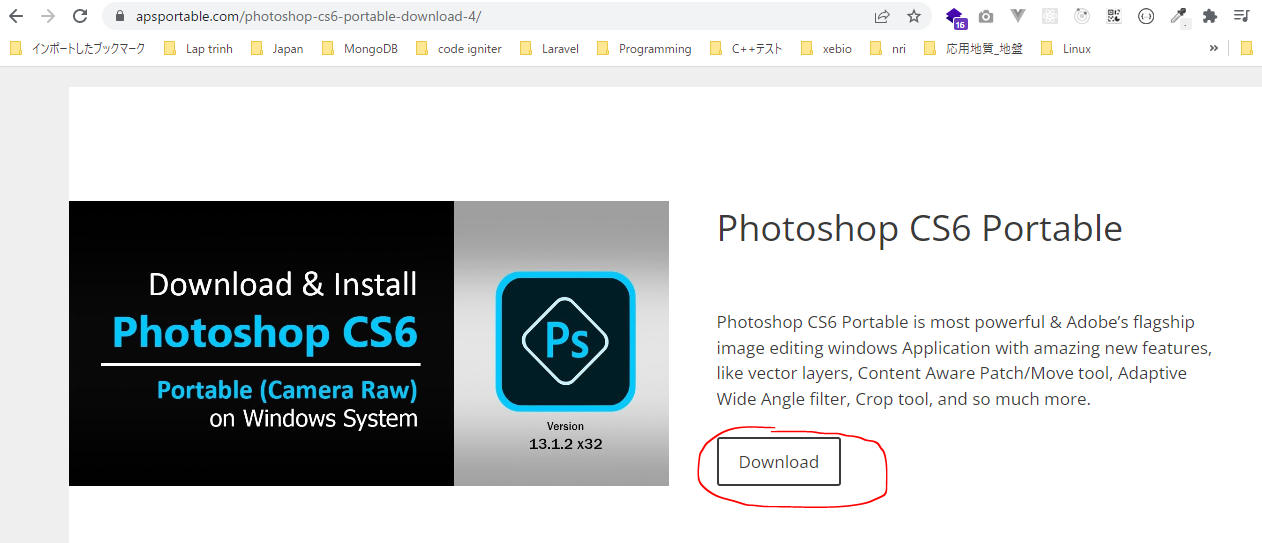 apsportable.com/photoshop-cs6-portable-download-4/
16
インポートしたブックマーク Lap trinh Japan MongoDB code igniter Laravel Programming C++テスト xebio nri 応用地質_地盤 Linux »
Download & Install
Photoshop CS6
Portable (Camera Raw)
on Windows System
Ps
Version
13.1.2 x32
Photoshop CS6 Portable
Photoshop CS6 Portable is most powerful & Adobe’s flagship
image editing windows Application with amazing new features,
like vector layers, Content Aware Patch/Move tool, Adaptive
Wide Angle filter, Crop tool, and so much more.
Download